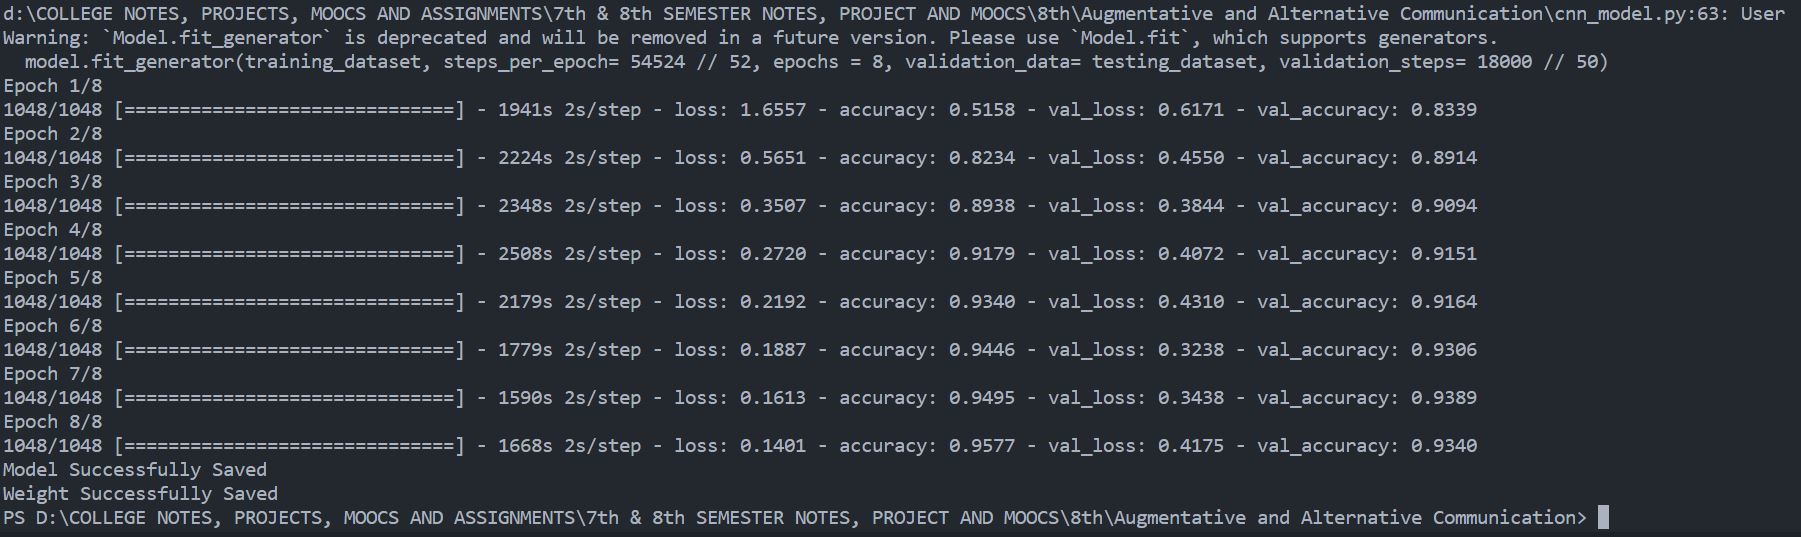 d:\COLLEGE NOTES, PROJECTS, MOOCS AND ASSIGNMENTS\7th & 8th SEMESTER NOTES, PROJECT AND MOOCS\8th\Augmentative and Alternative Communication\cnn_model.py:63: User
Warning: `Model.fit_generator` is deprecated and will be removed in a future version. Please use `Model.fit`, which supports generators.
  model.fit_generator(training_dataset, steps_per_epoch= 54524 // 52, epochs = 8, validation_data= testing_dataset, validation_steps= 18000 // 50)
Epoch 1/8
1048/1048 [==============================] - 1941s 2s/step - loss: 1.6557 - accuracy: 0.5158 - val_loss: 0.6171 - val_accuracy: 0.8339
Epoch 2/8
1048/1048 [==============================] - 2224s 2s/step - loss: 0.5651 - accuracy: 0.8234 - val_loss: 0.4550 - val_accuracy: 0.8914
Epoch 3/8
1048/1048 [==============================] - 2348s 2s/step - loss: 0.3507 - accuracy: 0.8938 - val_loss: 0.3844 - val_accuracy: 0.9094
Epoch 4/8
1048/1048 [==============================] - 2508s 2s/step - loss: 0.2720 - accuracy: 0.9179 - val_loss: 0.4072 - val_accuracy: 0.9151
Epoch 5/8
1048/1048 [==============================] - 2179s 2s/step - loss: 0.2192 - accuracy: 0.9340 - val_loss: 0.4310 - val_accuracy: 0.9164
Epoch 6/8
1048/1048 [==============================] - 1779s 2s/step - loss: 0.1887 - accuracy: 0.9446 - val_loss: 0.3238 - val_accuracy: 0.9306
Epoch 7/8
1048/1048 [==============================] - 1590s 2s/step - loss: 0.1613 - accuracy: 0.9495 - val_loss: 0.3438 - val_accuracy: 0.9389
Epoch 8/8
1048/1048 [==============================] - 1668s 2s/step - loss: 0.1401 - accuracy: 0.9577 - val_loss: 0.4175 - val_accuracy: 0.9340
Model Successfully Saved
Weight Successfully Saved
PS D:\COLLEGE NOTES, PROJECTS, MOOCS AND ASSIGNMENTS\7th & 8th SEMESTER NOTES, PROJECT AND MOOCS\8th\Augmentative and Alternative Communication>